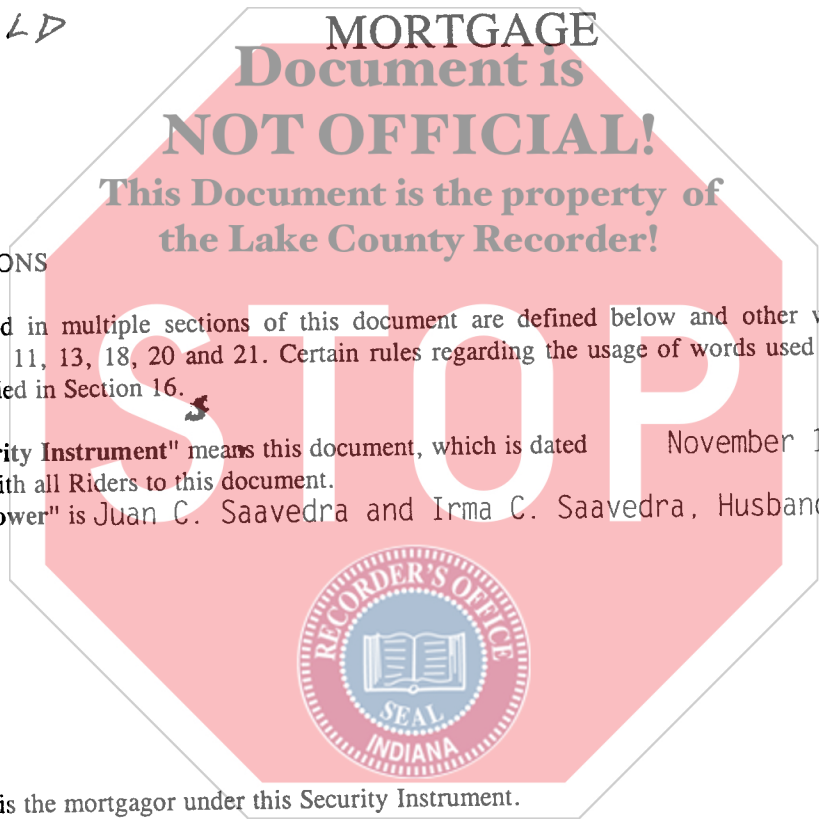 LD
MORTGAGE
Document is
NOT OFFICIAL!
This Document is the property of
the Lake County Recorder!
ONS
d in multiple sections of this document are defined below and other
11, 13, 18, 20 and 21. Certain rules regarding the usage of words used
ied in Section 16.
STOP
rity Instrument" means this document, which is dated November 1
ith all Riders to this document.
ower" is Juan C. Saavedra and Irma C. Saavedra, Husband
RECORDER'S OFFICE
SEAL
INDIANA
is the mortgagor under this Security Instrument.